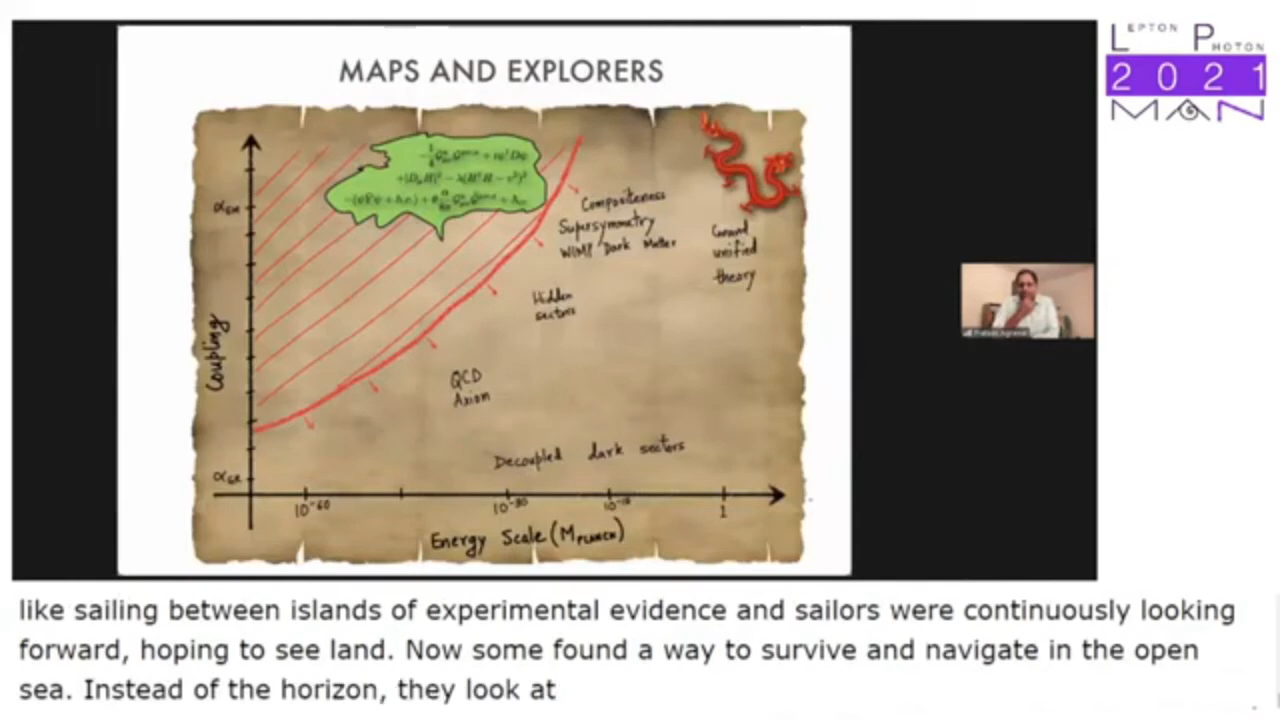 MAPS AND EXPLORERS
LEPTON PHOTON
2021
MAN
Compositeness
Supersymmetry
WIMP Dark Matter
Grand
unified
theory
Hidden
sectors
QCD
Axion
Decoupled dark sectors
Coupling
α_EM
α_GR
10^-60
10^-30
1
Energy Scale (M_PLANCK)
like sailing between islands of experimental evidence and sailors were continuously looking
forward, hoping to see land. Now some found a way to survive and navigate in the open
sea. Instead of the horizon, they look at